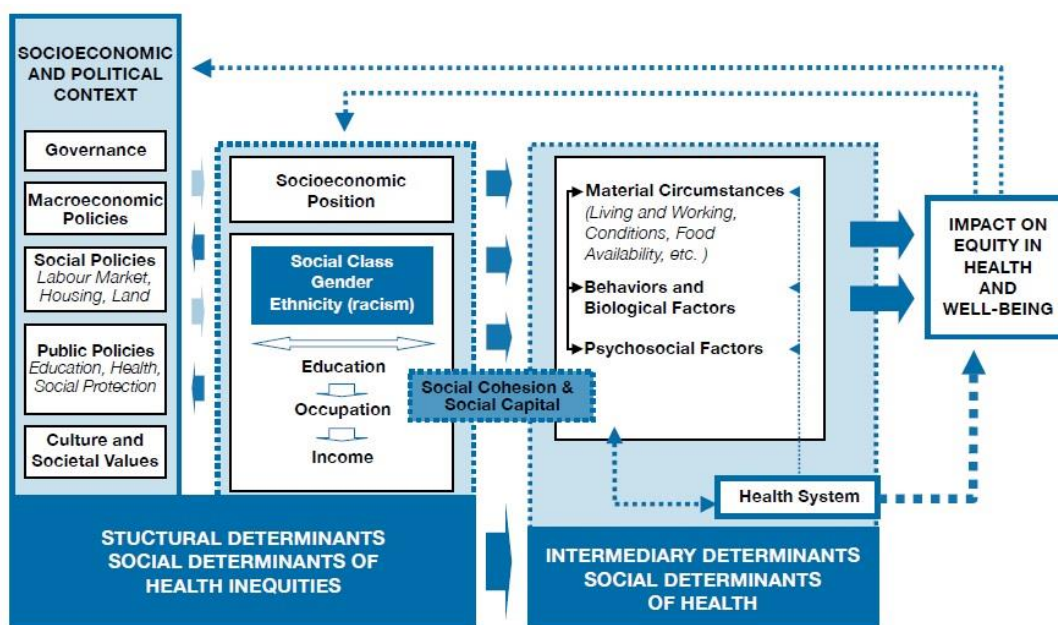 SOCIOECONOMIC
AND POLITICAL
CONTEXT
Governance
Macroeconomic
Policies
Social Policies
Labour Market,
Housing, Land
Public Policies
Education, Health,
Social Protection
Culture and
Societal Values
Socioeconomic
Position
Social Class
Gender
Ethnicity (racism)
Education
Occupation
Income
Social Cohesion &
Social Capital
Material Circumstances
(Living and Working,
Conditions, Food
Availability, etc. )
Behaviors and
Biological Factors
Psychosocial Factors
Health System
IMPACT ON
EQUITY IN
HEALTH
AND
WELL-BEING
STUCTURAL DETERMINANTS
SOCIAL DETERMINANTS OF
HEALTH INEQUITIES
INTERMEDIARY DETERMINANTS
SOCIAL DETERMINANTS
OF HEALTH